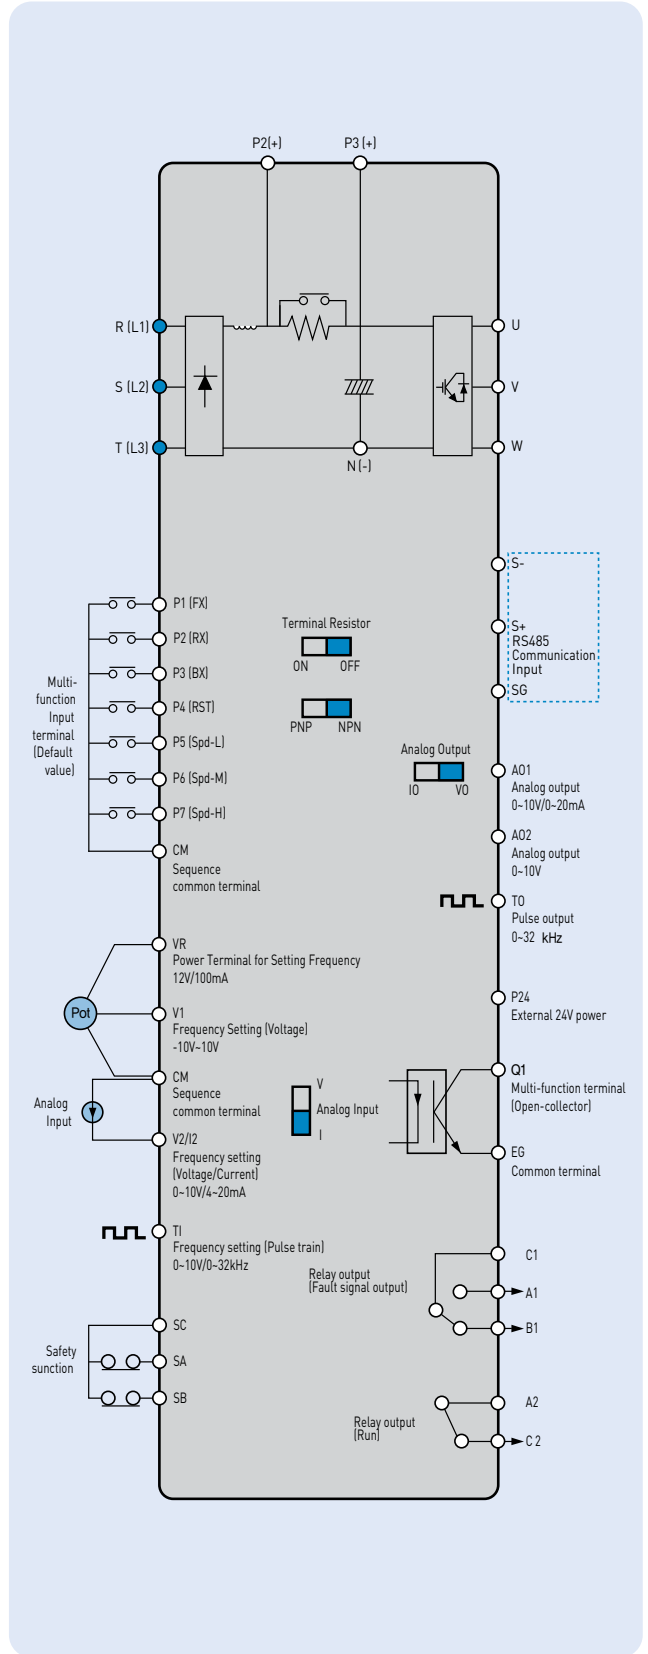 P2(+)
P3 (+)
R (L1)
U
S (L2)
V
T (L3)
W
N (-)
S-
S+
RS485
Communication
Input
SG
P1 (FX)
P2 (RX)
P3 (BX)
P4 (RST)
P5 (Spd-L)
P6 (Spd-M)
P7 (Spd-H)
CM
Sequence
common terminal
Multi-
function
Input
terminal
(Default
value)
Terminal Resistor
ON OFF
PNP NPN
Analog Output
IO VO
AO1
Analog output
0~10V/0~20mA
AO2
Analog output
0~10V
TO
Pulse output
0~32 kHz
VR
Power Terminal for Setting Frequency
12V/100mA
Pot
V1
Frequency Setting (Voltage)
-10V~10V
CM
Sequence
common terminal
Analog
Input
V2/I2
Frequency setting
(Voltage/Current)
0~10V/4~20mA
V
Analog Input
I
P24
External 24V power
Q1
Multi-function terminal
(Open-collector)
EG
Common terminal
TI
Frequency setting (Pulse train)
0~10V/0~32kHz
Relay output
(Fault signal output)
C1
A1
B1
Safety
sunction
SC
SA
SB
Relay output
(Run)
A2
C 2